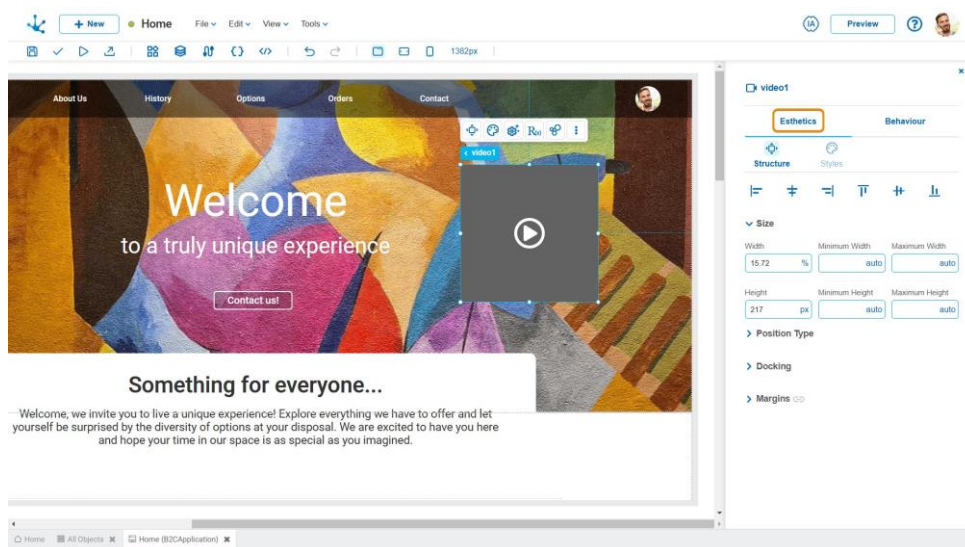 + New
Home
File
Edit
View
Tools
IA
Preview
?
1382px
About Us
History
Options
Orders
Contact
video1
Welcome
to a truly unique experience
Contact us!
Something for everyone...
Welcome, we invite you to live a unique experience! Explore everything we have to offer and let
yourself be surprised by the diversity of options at your disposal. We are excited to have you here
and hope your time in our space is as special as you imagined.
video1
Esthetics
Behaviour
Structure
Styles
Size
Width
Minimum Width
Maximum Width
15.72 %
auto
auto
Height
Minimum Height
Maximum Height
217 px
auto
auto
Position Type
Docking
Margins
Home
All Objects
Home (B2CApplication)